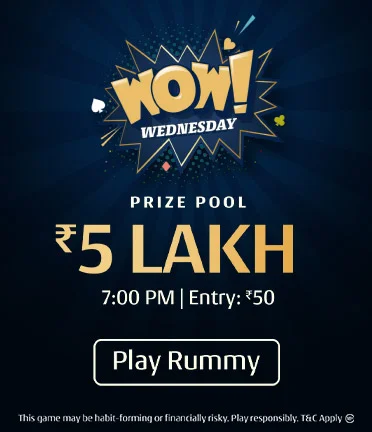 WOW!
WEDNESDAY
PRIZE POOL
₹5 LAKH
7:00 PM | Entry: ₹50
Play Rummy
This game may be habit-forming or financially risky. Play responsibly. T&C Apply